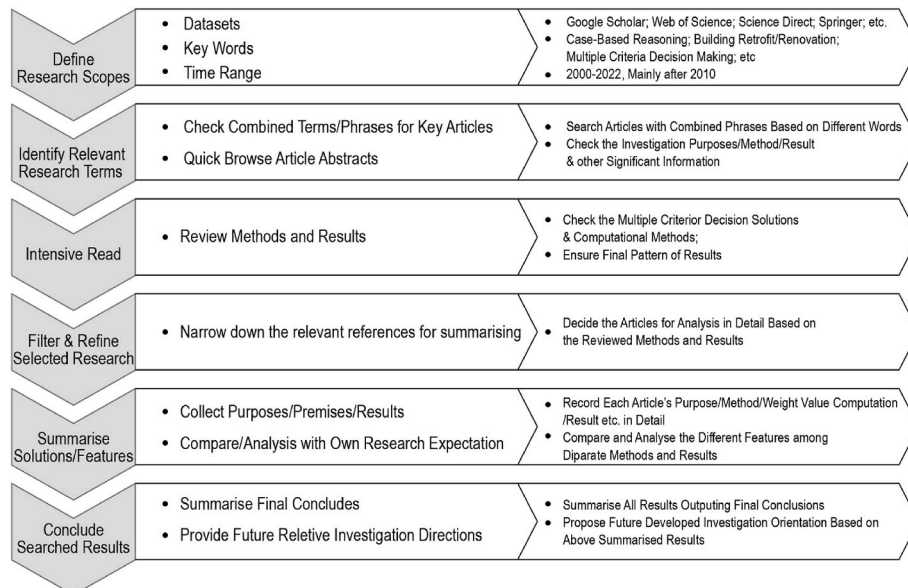 Define
Research Scopes
• Datasets
• Key Words
• Time Range
• Google Scholar; Web of Science; Science Direct; Springer; etc.
• Case-Based Reasoning; Building Retrofit/Renovation;
Multiple Criteria Decision Making; etc
• 2000-2022, Mainly after 2010
Identify Relevant
Research Terms
• Check Combined Terms/Phrases for Key Articles
• Quick Browse Article Abstracts
• Search Articles with Combined Phrases Based on Different Words
• Check the Investigation Purposes/Method/Result
& other Significant Information
Intensive Read
• Review Methods and Results
• Check the Multiple Criterior Decision Solutions
& Computational Methods;
• Ensure Final Pattern of Results
Filter & Refine
Selected Research
• Narrow down the relevant references for summarising
• Decide the Articles for Analysis in Detail Based on
the Reviewed Methods and Results
Summarise
Solutions/Features
• Collect Purposes/Premises/Results
• Compare/Analysis with Own Research Expectation
• Record Each Article's Purpose/Method/Weight Value Computation
/Result etc. in Detail
• Compare and Analyse the Different Features among
Diparate Methods and Results
Conclude
Searched Results
• Summarise Final Concludes
• Provide Future Reletive Investigation Directions
• Summarise All Results Outputing Final Conclusions
• Propose Future Developed Investigation Orientation Based on
Above Summarised Results